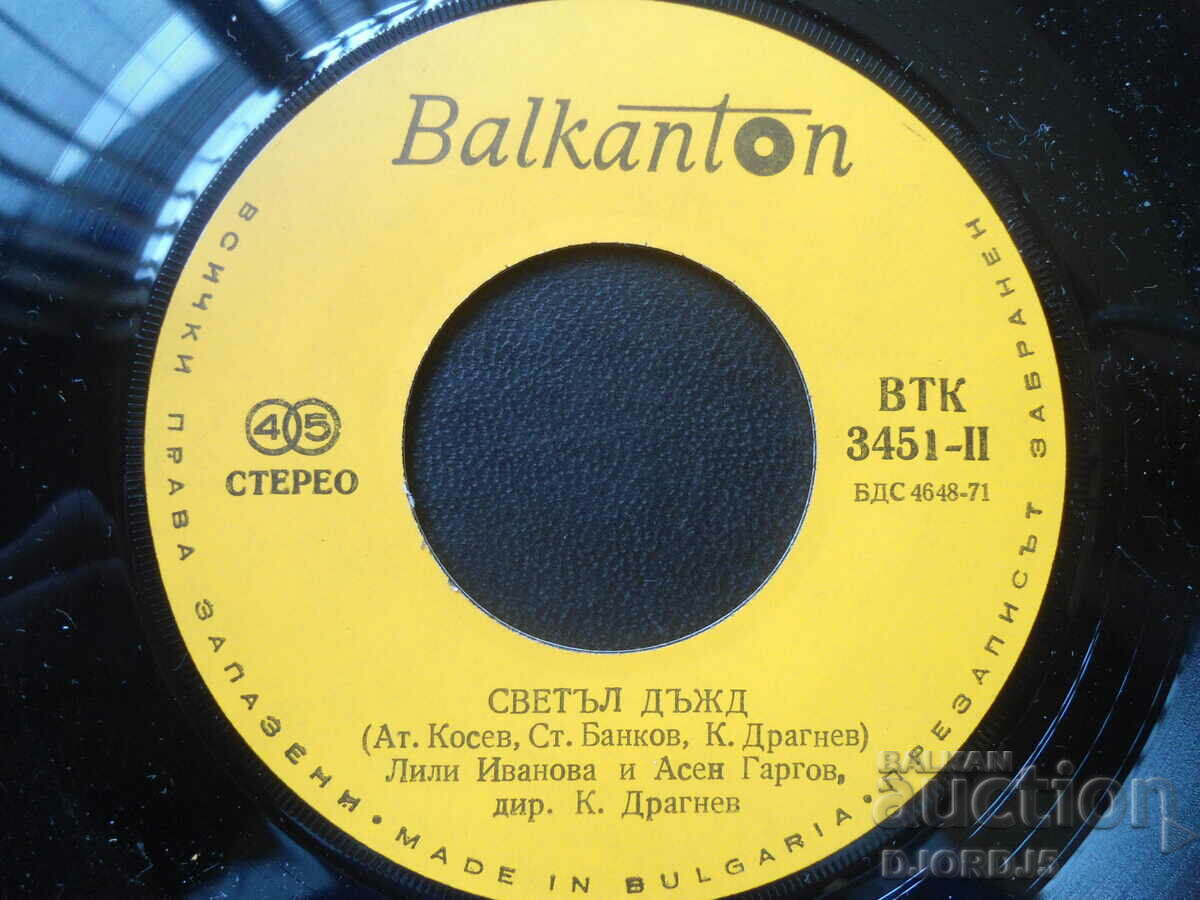 Balkanton
ВСИЧКИ ПРАВА ЗАПАЗЕНИ • MADE IN BULGARIA • ПРЕЗАПИСЪТ ЗАБРАНЕН
45
СТЕРЕО
ВТК
3451-II
БДС 4648-71
СВЕТЪЛ ДЪЖД
(Ат. Косев, Ст. Банков, К. Драгнев)
Лили Иванова и Асен Гаргов,
дир. К. Драгнев
BALKAN
auction
DJORDJ5